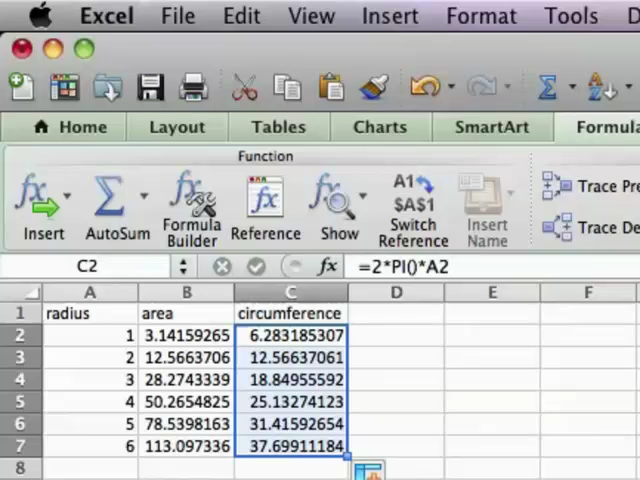 Excel File Edit View Insert Format Tools
Home Layout Tables Charts SmartArt
Function
A1
$A$1
Trace
Trace
fx Insert AutoSum Formula Builder Reference Show Switch Reference Insert Name
C2 fx =2*PI()*A2
A B C D E F
1 radius area circumference
2 1 3.14159265 6.283185307
3 2 12.5663706 12.56637061
4 3 28.2743339 18.84955592
5 4 50.2654825 25.13274123
6 5 78.5398163 31.41592654
7 6 113.097336 37.69911184
8